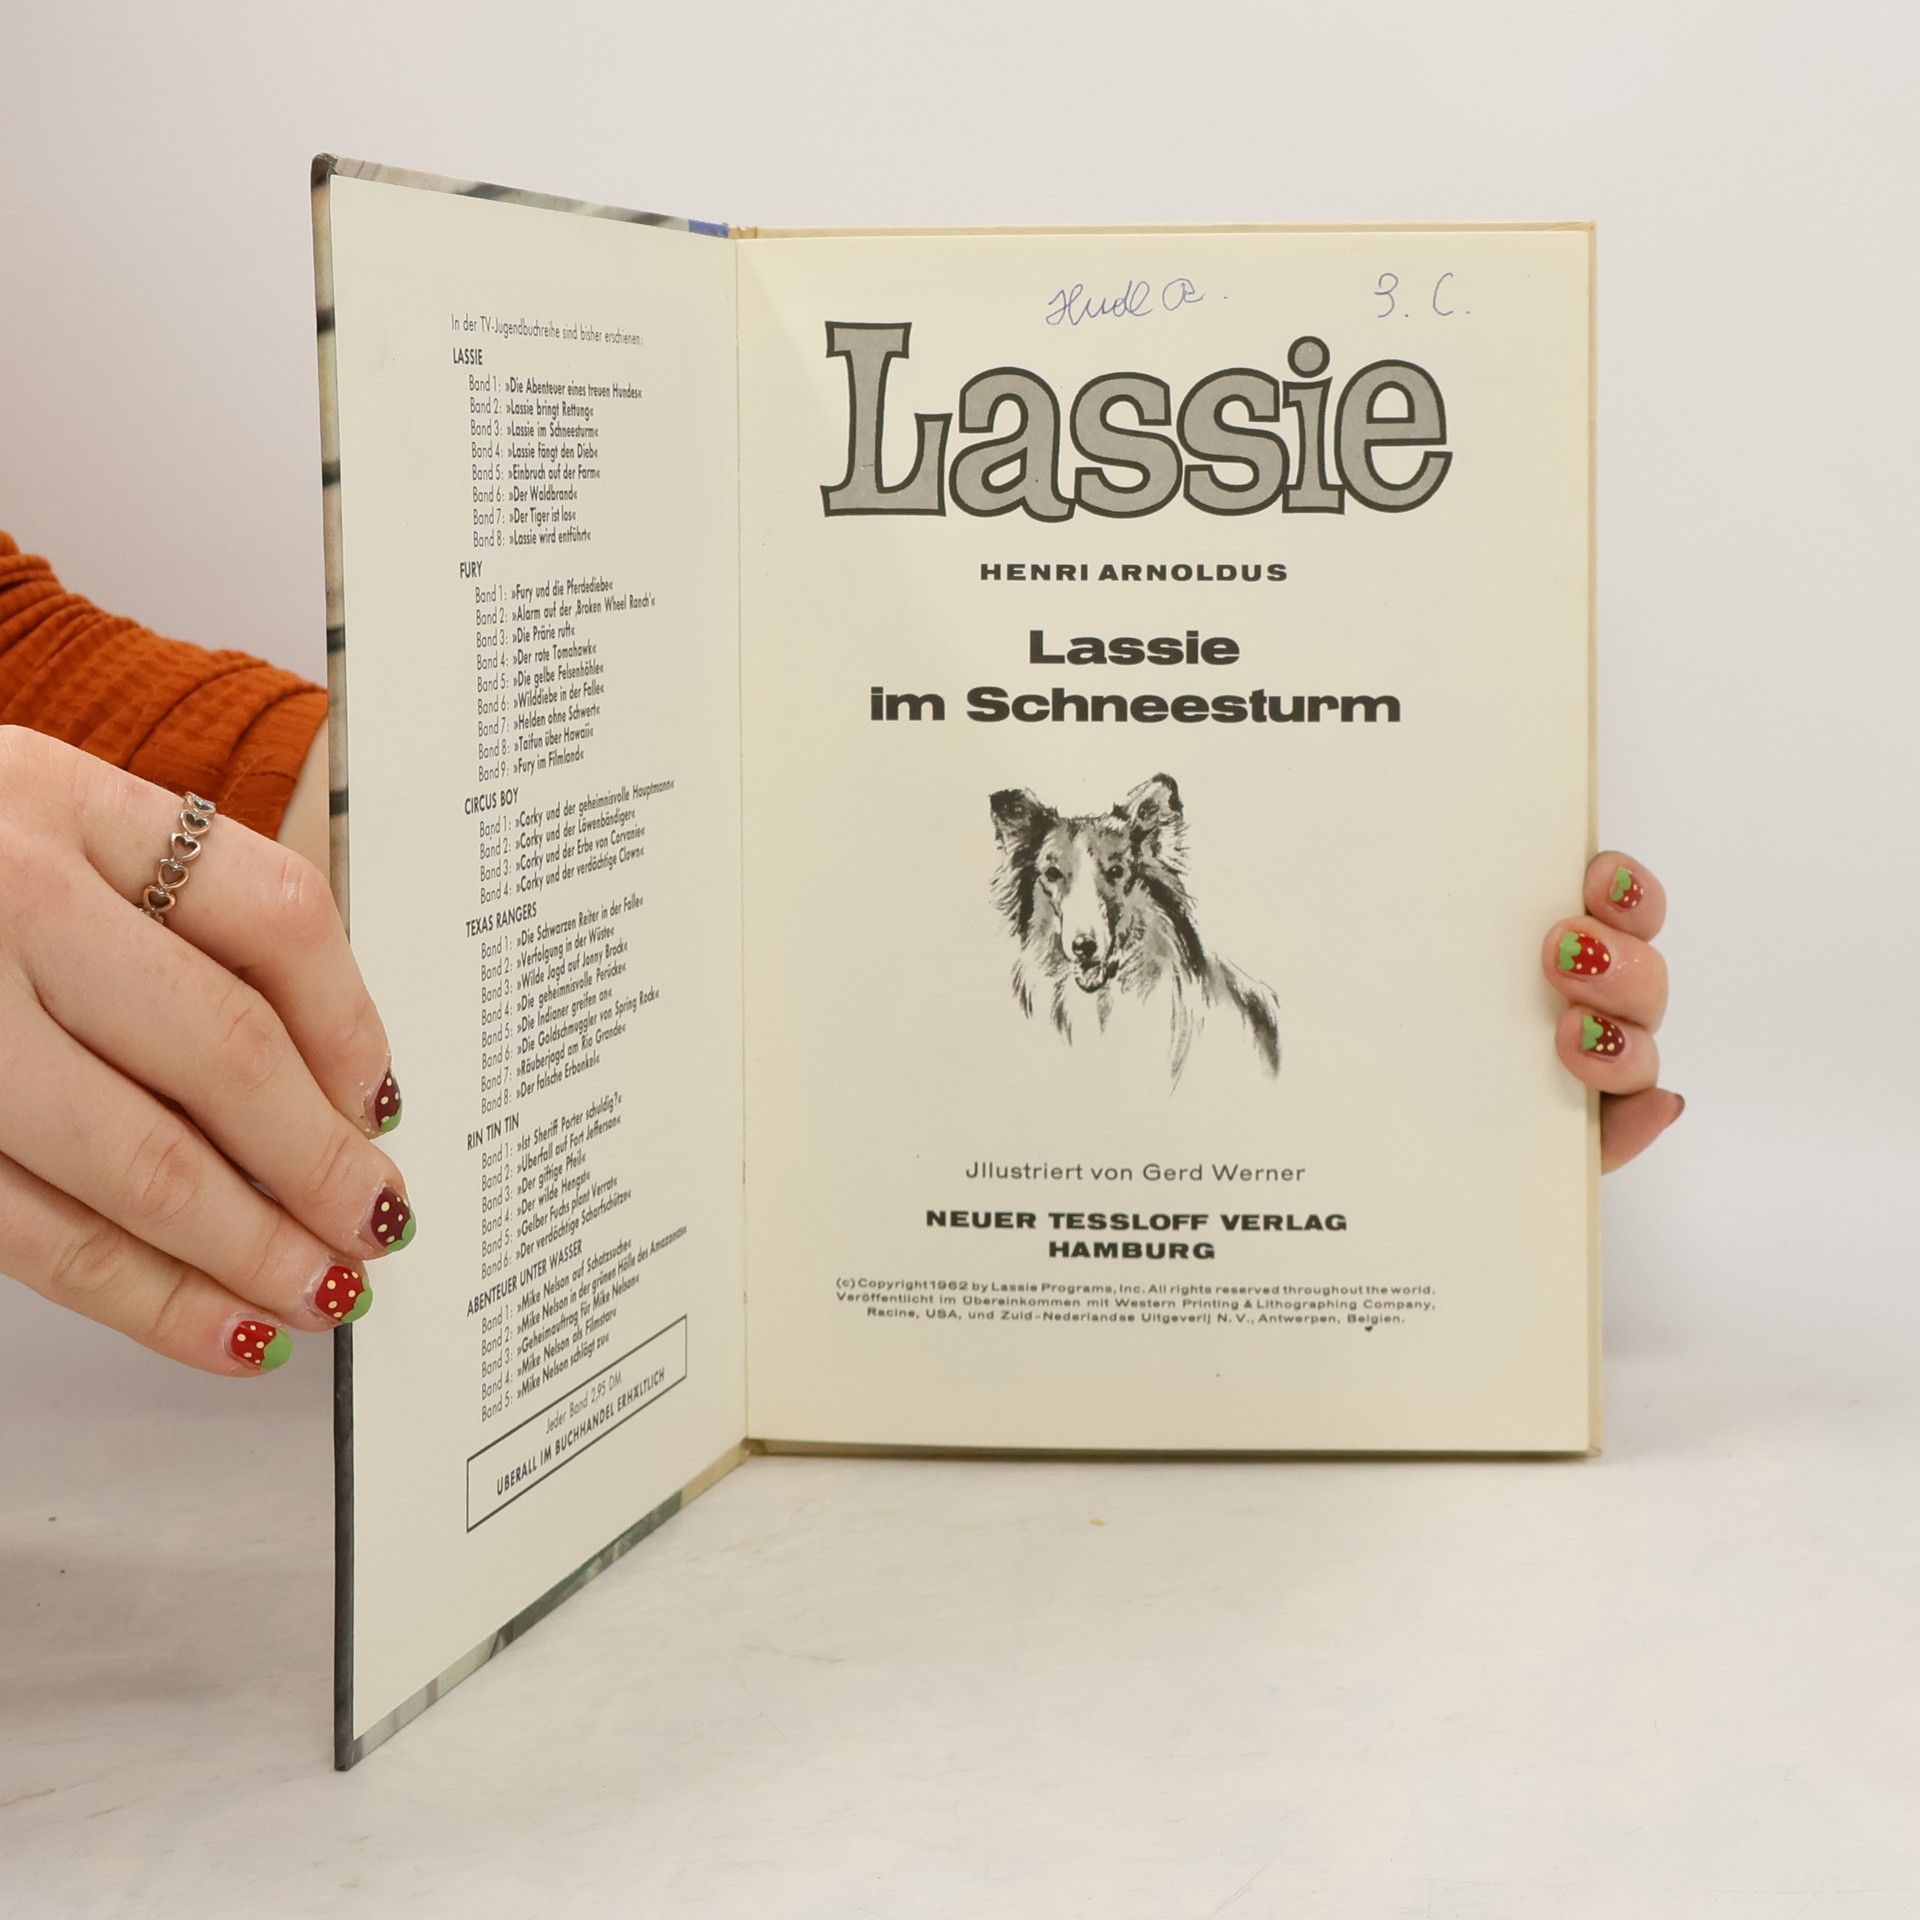 In der TV-Jugendbuchreihe sind bisher erschienen:
LASSIE
Band 1: »Die Abenteuer eines treuen Hundes«
Band 2: »Lassie bringt Rettung«
Band 3: »Lassie im Schneesturm«
Band 4: »Lassie fängt den Dieb«
Band 5: »Einbruch auf der Farm«
Band 6: »Der Waldbrand«
Band 7: »Der Tiger ist los«
Band 8: »Lassie wird entführt«
FURY
Band 1: »Fury und die Pferdediebe«
Band 2: »Alarm auf der ‚Broken Wheel Ranch'«
Band 3: »Die Prärie ruft«
Band 4: »Der rote Tomahawk«
Band 5: »Die gelbe Felsenhöhle«
Band 6: »Wilddiebe in der Falle«
Band 7: »Helden ohne Schwert«
Band 8: »Taifun über Hawaii«
Band 9: »Fury im Filmland«
CIRCUS BOY
Band 1: »Corky und der geheimnisvolle Hauptmann«
Band 2: »Corky und der Löwenbändiger«
Band 3: »Corky und der Erbe von Corvanie«
Band 4: »Corky und der verdächtige Clown«
TEXAS RANGERS
Band 1: »Die Schwarzen Reiter in der Falle«
Band 2: »Verfolgung in der Wüste«
Band 3: »Wilde Jagd auf Jonny Brock«
Band 4: »Die geheimnisvolle Perücke«
Band 5: »Die Indianer greifen an«
Band 6: »Die Goldschmuggler von Spring Rock«
Band 7: »Räuberjagd am Rio Grande«
Band 8: »Der falsche Erbonkel«
RIN TIN TIN
Band 1: »Ist Sheriff Porter schuldig?«
Band 2: »Uberfall auf Fort Jefferson«
Band 3: »Der giftige Pfeil«
Band 4: »Der wilde Hengst«
Band 5: »Gelber Fuchs plant Verrat«
Band 6: »Der verdächtige Scharfschütze«
ABENTEUER UNTER WASSER
Band 1: »Mike Nelson auf Schatzsuche«
Band 2: »Mike Nelson in der grünen Hölle des Amazonas«
Band 3: »Geheimauftrag für Mike Nelson«
Band 4: »Mike Nelson als Filmstar«
Band 5: »Mike Nelson schlägt zu«
Jeder Band 2,95 DM.
UBERALL IM BUCHHANDEL ERHÄLTLICH
3. C.
Lassie
HENRI ARNOLDUS
Lassie
im Schneesturm
Jllustriert von Gerd Werner
NEUER TESSLOFF VERLAG
HAMBURG
(c) Copyright 1962 by Lassie Programs, Inc. All rights reserved throughout the world.
Veröffentlicht im Übereinkommen mit Western Printing & Lithographing Company,
Racine, USA, und Zuid-Nederlandse Uitgeverij N. V., Antwerpen, Belgien.